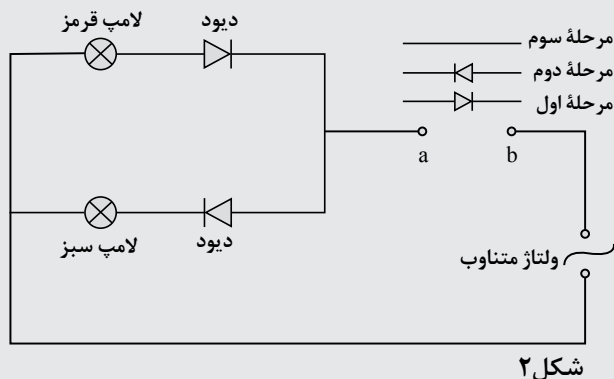 لامپ قرمز
دیود
مرحلهٔ سوم
مرحلهٔ دوم
مرحلهٔ اول
a
b
لامپ سبز
دیود
ولتاژ متناوب
شکل۲